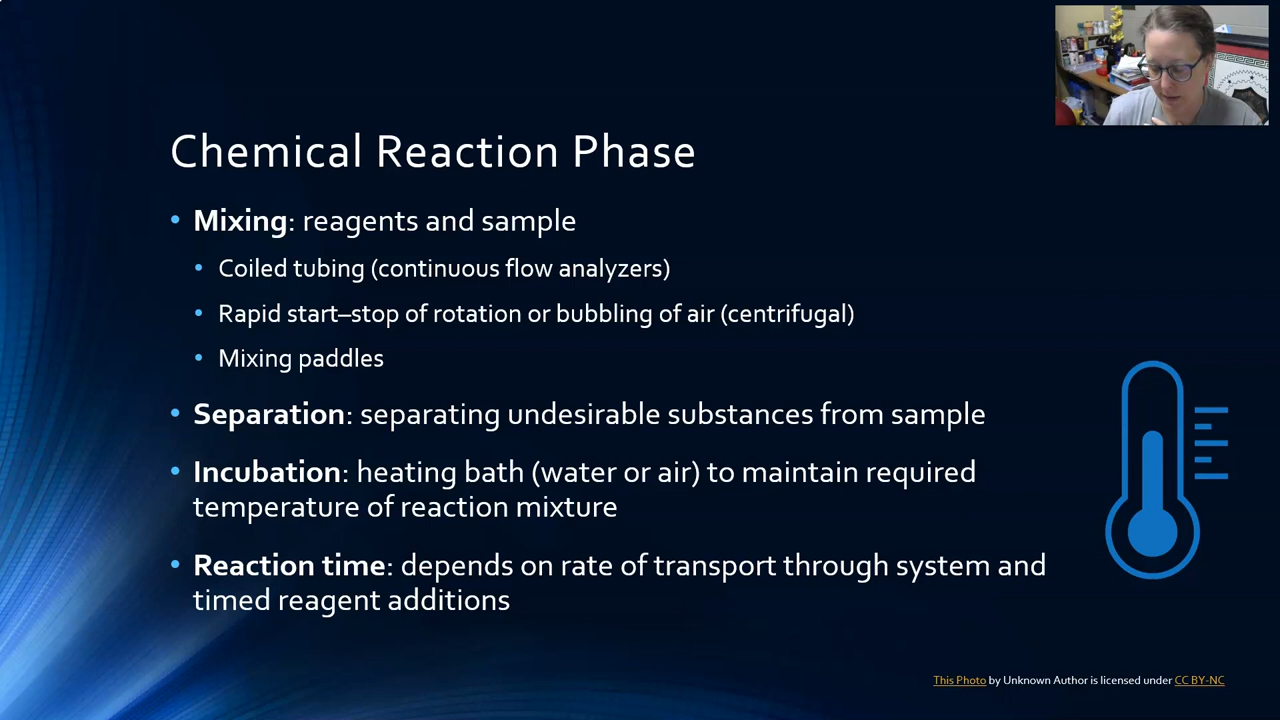 Chemical Reaction Phase
• Mixing: reagents and sample
• Coiled tubing (continuous flow analyzers)
• Rapid start–stop of rotation or bubbling of air (centrifugal)
• Mixing paddles
• Separation: separating undesirable substances from sample
• Incubation: heating bath (water or air) to maintain required
temperature of reaction mixture
• Reaction time: depends on rate of transport through system and
timed reagent additions
This Photo by Unknown Author is licensed under CC BY-NC